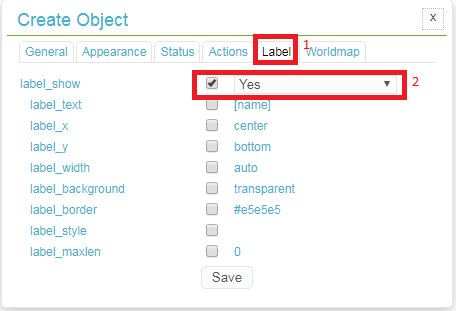 Create Object x
General Appearance Status Actions Label 1 Worldmap
label_show Yes 2
label_text [name]
label_x center
label_y bottom
label_width auto
label_background transparent
label_border #e5e5e5
label_style
label_maxlen 0
Save